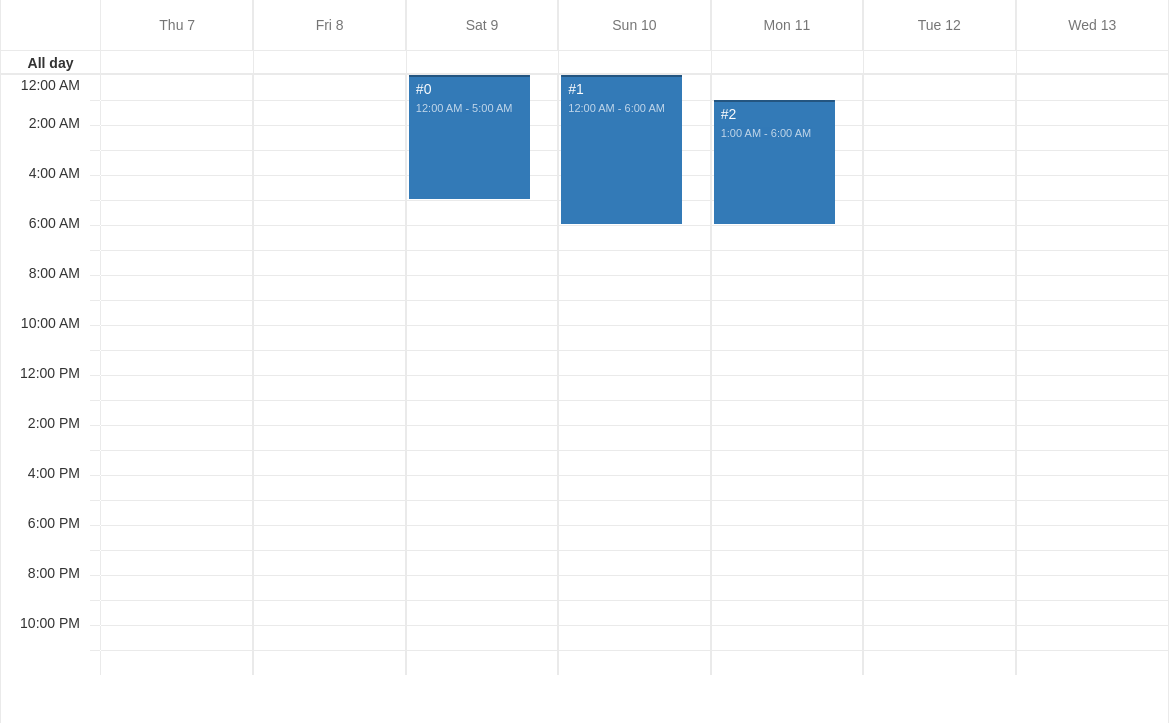 Thu 7
Fri 8
Sat 9
Sun 10
Mon 11
Tue 12
Wed 13
All day
12:00 AM
2:00 AM
4:00 AM
6:00 AM
8:00 AM
10:00 AM
12:00 PM
2:00 PM
4:00 PM
6:00 PM
8:00 PM
10:00 PM
#0
12:00 AM - 5:00 AM
#1
12:00 AM - 6:00 AM
#2
1:00 AM - 6:00 AM